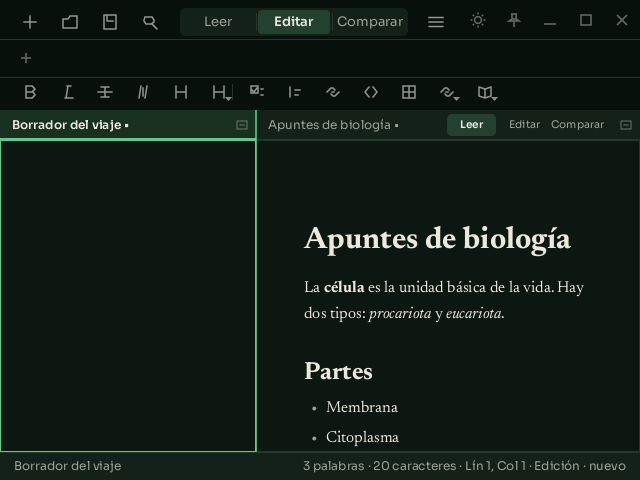 Leer Editar Comparar
Borrador del viaje •
Apuntes de biología •
Leer Editar Comparar
Apuntes de biología
La célula es la unidad básica de la vida. Hay
dos tipos: procariota y eucariota.
Partes
• Membrana
• Citoplasma
Borrador del viaje
3 palabras · 20 caracteres · Lín 1, Col 1 · Edición · nuevo